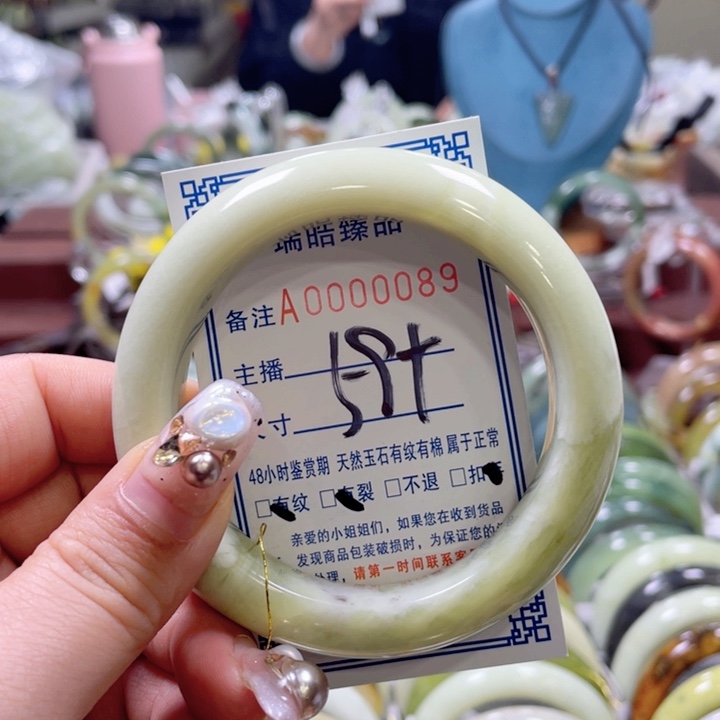 瑞皓臻品
备注A0000089
主播
寸
48小时鉴赏期 天然玉石有纹有棉 属于正常
□有纹 □有裂 □不退 □扣
亲爱的小姐姐们，如果您在收到货品
发现商品包装破损时，为保证您的
处理，请第一时间联系客